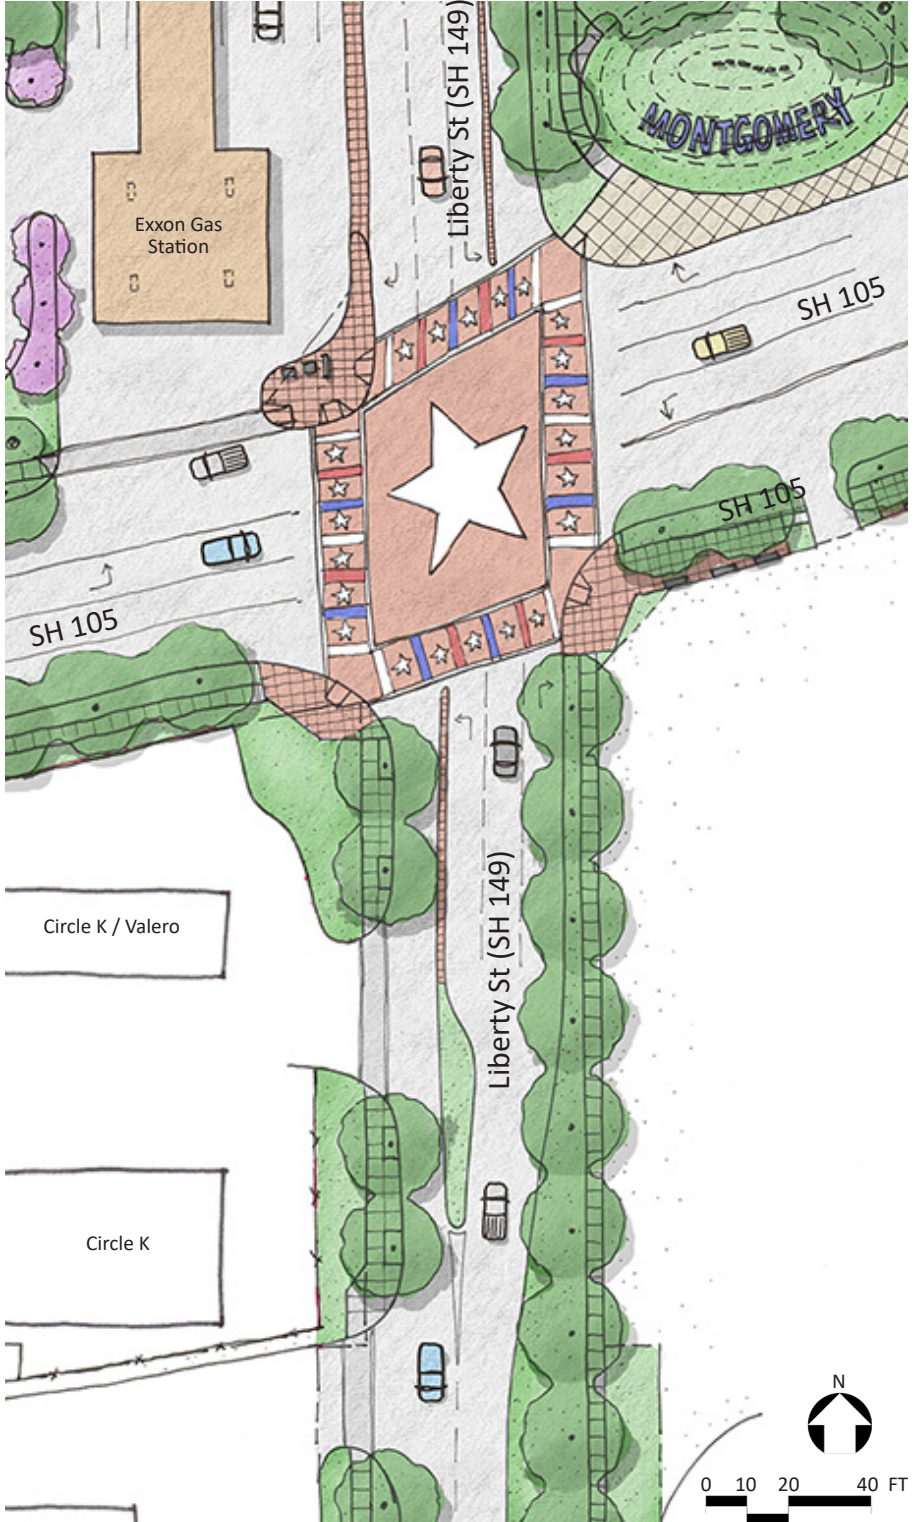 Liberty St (SH 149)
MONTGOMERY
Exxon Gas
Station
SH 105
SH 105
SH 105
Circle K / Valero
Liberty St (SH 149)
Circle K
N
0 10 20 40 FT